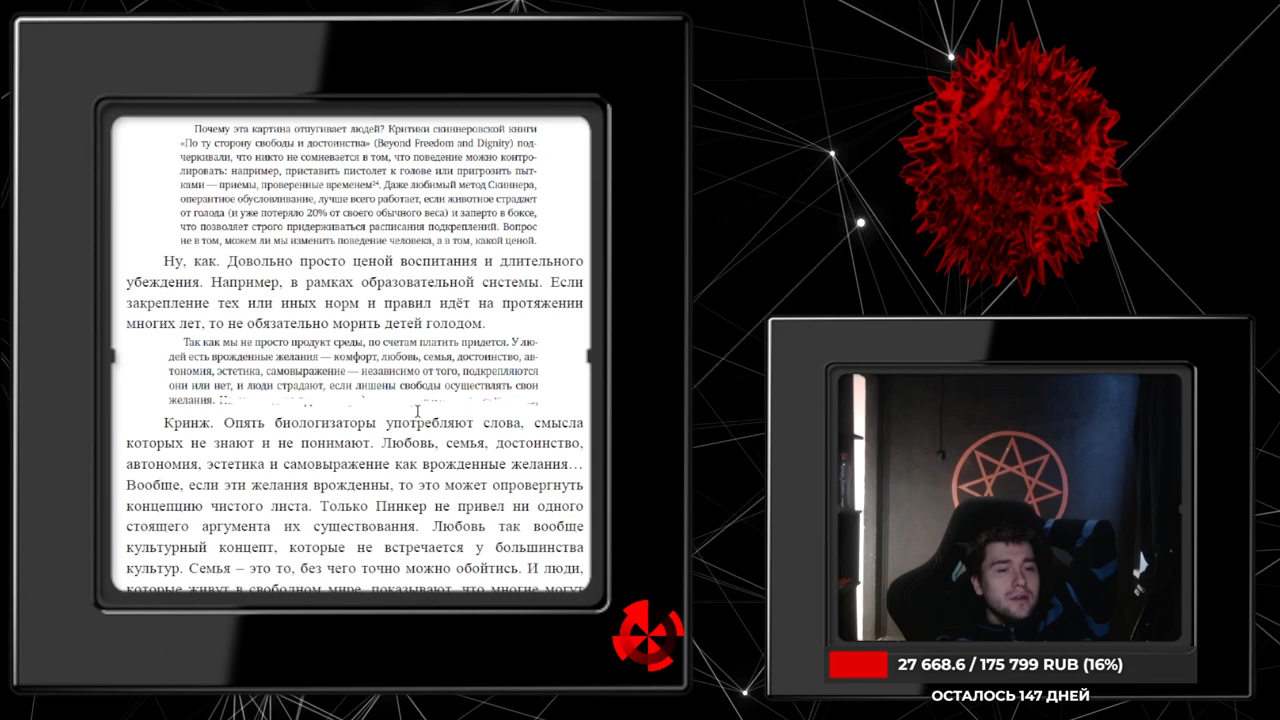 Почему эта картина отпугивает людей? Критики скиннеровской книги
«По ту сторону свободы и достоинства» (Beyond Freedom and Dignity) под-
черкивали, что никто не сомневается в том, что поведение можно контро-
лировать: например, приставить пистолет к голове или пригрозить пыт-
ками — приемы, проверенные временем²⁴. Даже любимый метод Скиннера,
оперантное обусловливание, лучше всего работает, если животное страдает
от голода (и уже потеряло 20% от своего обычного веса) и заперто в боксе,
что позволяет строго придерживаться расписания подкреплений. Вопрос
не в том, можем ли мы изменить поведение человека, а в том, какой ценой.
Ну, как. Довольно просто ценой воспитания и длительного
убеждения. Например, в рамках образовательной системы. Если
закрепление тех или иных норм и правил идёт на протяжении
многих лет, то не обязательно морить детей голодом.
Так как мы не просто продукт среды, по счетам платить придется. У лю-
дей есть врожденные желания — комфорт, любовь, семья, достоинство, ав-
тономия, эстетика, самовыражение — независимо от того, подкрепляются
они или нет, и люди страдают, если лишены свободы осуществлять свои
желания.
Кринж. Опять биологизаторы употребляют слова, смысла
которых не знают и не понимают. Любовь, семья, достоинство,
автономия, эстетика и самовыражение как врожденные желания…
Вообще, если эти желания врожденны, то это может опровергнуть
концепцию чистого листа. Только Пинкер не привел ни одного
стоящего аргумента их существования. Любовь так вообще
культурный концепт, которые не встречается у большинства
культур. Семья – это то, без чего точно можно обойтись. И люди,
которые живут в свободном мире, показывают, что многие могут
27 668.6 / 175 799 RUB (16%)
ОСТАЛОСЬ 147 ДНЕЙ